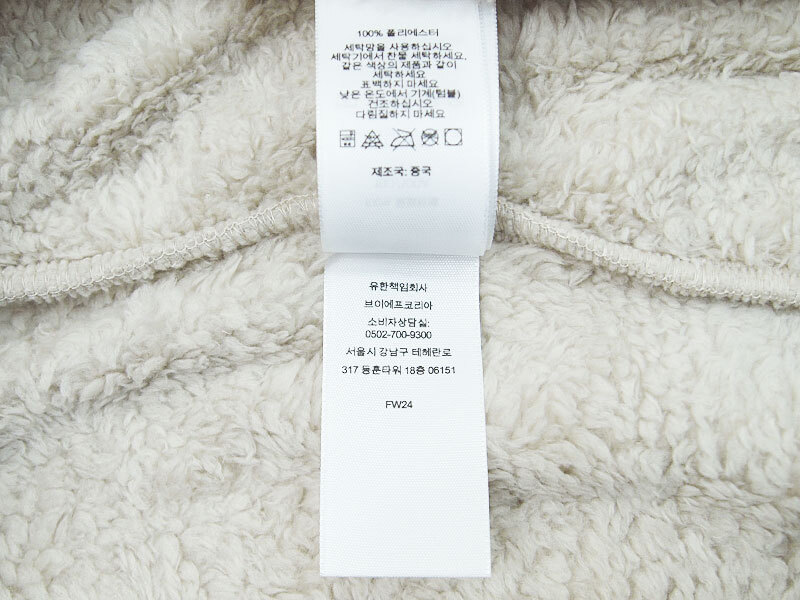 100% 폴리에스터
세탁망을 사용하십시오
세탁기에서 찬물 세탁하세요,
같은 색상의 제품과 같이
세탁하세요
표백하지 마세요
낮은 온도에서 기계(텀블)
건조하십시오
다림질하지 마세요
제조국: 중국
유한책임회사
브이에프코리아
소비자상담실:
0502-700-9300
서울시 강남구 테헤란로
317 동훈타워 18층 06151
FW24